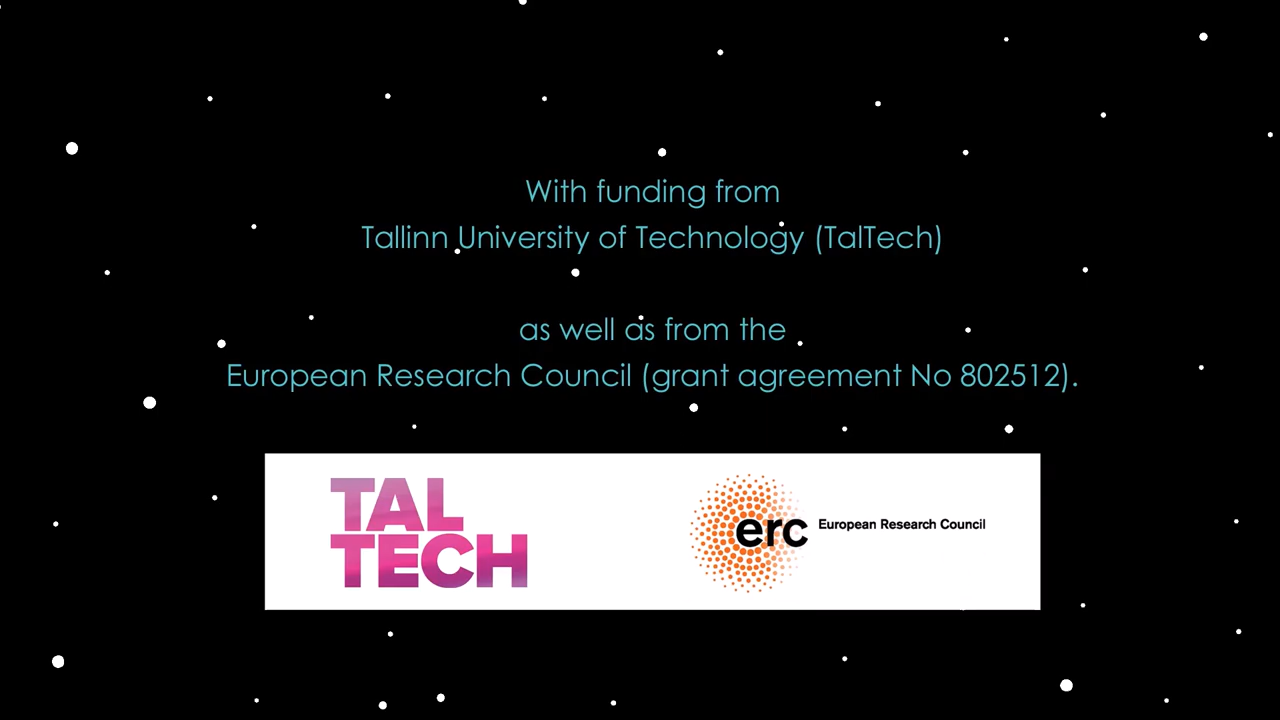 With funding from
Tallinn University of Technology (TalTech)
as well as from the
European Research Council (grant agreement No 802512).
TAL
TECH
erc European Research Council